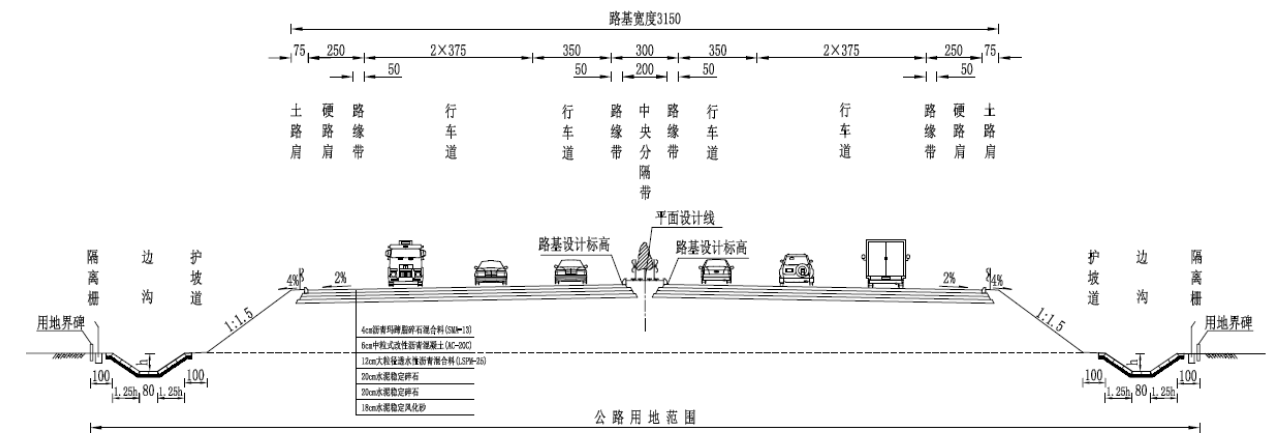 路基宽度3150
75 250 2×375 350 300 350 2×375 250 75
50 50 200 50 50
土路肩 硬路肩 路缘带 行车道 行车道 路缘带 中央分隔带 路缘带 行车道 行车道 路缘带 硬路肩 土路肩
平面设计线
路基设计标高 路基设计标高
隔离栅 边沟 护坡道 护坡道 边沟 隔离栅
4% 2% 2% 4%
1:1.5 1:1.5
用地界碑 用地界碑
4cm沥青玛蹄脂碎石混合料(SMA-13)
6cm中粒式改性沥青混凝土(AC-20C)
12cm大粒径透水性沥青混合料(LSPM-25)
20cm水泥稳定碎石
20cm水泥稳定碎石
18cm水泥稳定风化砂
h h
100 100 100 100
1.25h 80 1.25h 1.25h 80 1.25h
公路用地范围